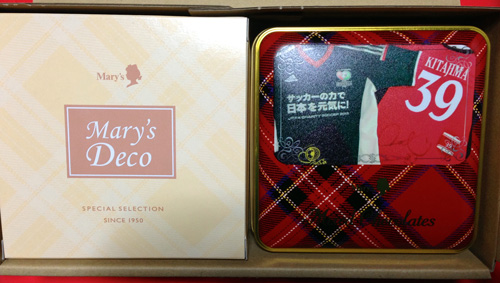 Mary's
Mary's
Deco
SPECIAL SELECTION
SINCE 1950
KITAJIMA
39
サッカーの力で
日本を元気に!